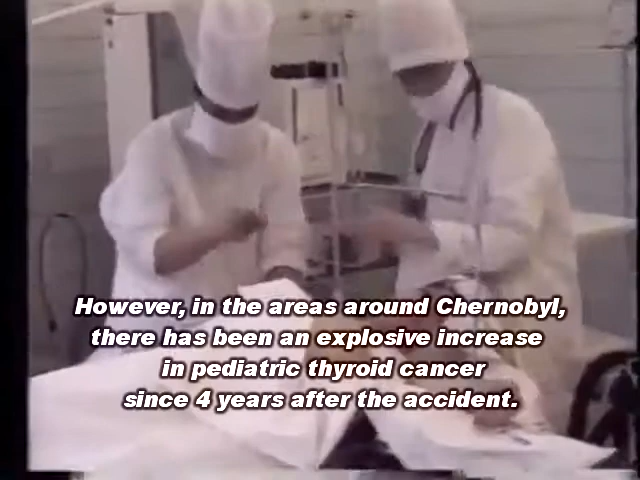 However, in the areas around Chernobyl,
there has been an explosive increase
in pediatric thyroid cancer
since 4 years after the accident.